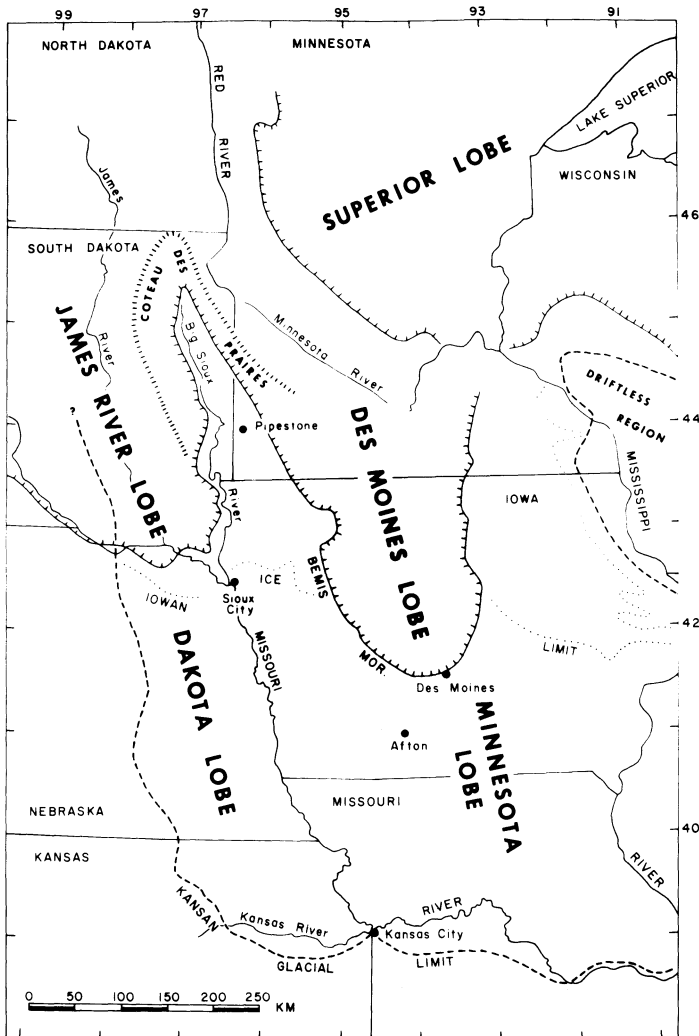 99
97
95
93
91
NORTH DAKOTA
MINNESOTA
RED
RIVER
LAKE SUPERIOR
SUPERIOR LOBE
WISCONSIN
James
River
46
SOUTH DAKOTA
COTEAU
DES
PRAIRES
JAMES RIVER LOBE
Big Sioux
River
Minnesota River
DRIFTLESS
REGION
?
Pipestone
44
DES MOINES LOBE
MISSISSIPPI
IOWA
BEMIS
MOR.
ICE
IOWAN
LIMIT
Sioux
City
42
MISSOURI
DAKOTA LOBE
Des Moines
MINNESOTA
LOBE
Afton
NEBRASKA
MISSOURI
40
KANSAS
RIVER
KANSAN
Kansas River
RIVER
Kansas City
GLACIAL
LIMIT
0 50 100 150 200 250 KM